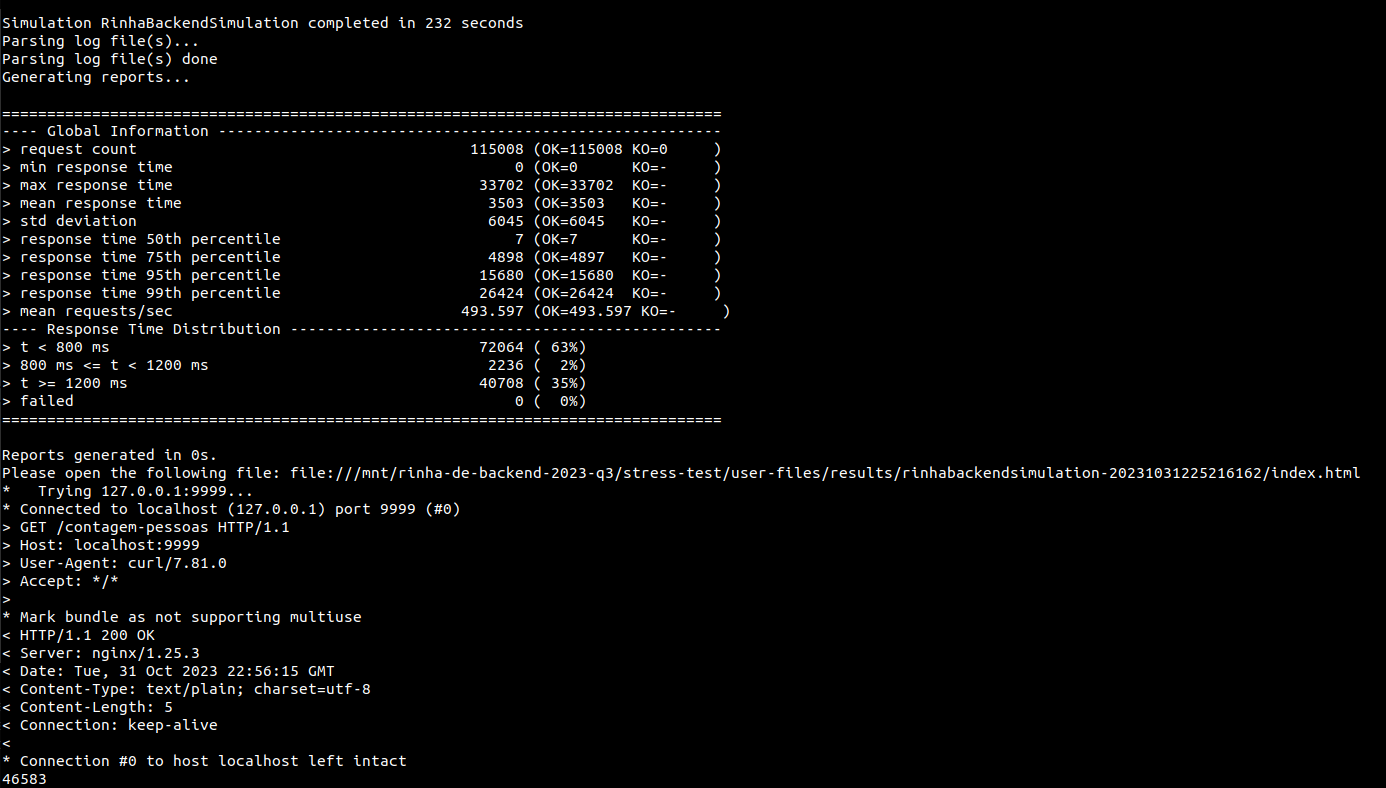 Simulation RinhaBackendSimulation completed in 232 seconds
Parsing log file(s)...
Parsing log file(s) done
Generating reports...
================================================================================
---- Global Information --------------------------------------------------------
> request count                                     115008 (OK=115008 KO=0     )
> min response time                                      0 (OK=0      KO=-     )
> max response time                                  33702 (OK=33702  KO=-     )
> mean response time                                  3503 (OK=3503   KO=-     )
> std deviation                                       6045 (OK=6045   KO=-     )
> response time 50th percentile                          7 (OK=7      KO=-     )
> response time 75th percentile                       4898 (OK=4897   KO=-     )
> response time 95th percentile                      15680 (OK=15680  KO=-     )
> response time 99th percentile                      26424 (OK=26424  KO=-     )
> mean requests/sec                                493.597 (OK=493.597 KO=-     )
---- Response Time Distribution ------------------------------------------------
> t < 800 ms                                         72064 ( 63%)
> 800 ms <= t < 1200 ms                               2236 (  2%)
> t >= 1200 ms                                       40708 ( 35%)
> failed                                                 0 (  0%)
================================================================================
Reports generated in 0s.
Please open the following file: file:///mnt/rinha-de-backend-2023-q3/stress-test/user-files/results/rinhabackendsimulation-20231031225216162/index.html
*   Trying 127.0.0.1:9999...
* Connected to localhost (127.0.0.1) port 9999 (#0)
> GET /contagem-pessoas HTTP/1.1
> Host: localhost:9999
> User-Agent: curl/7.81.0
> Accept: */*
>
* Mark bundle as not supporting multiuse
< HTTP/1.1 200 OK
< Server: nginx/1.25.3
< Date: Tue, 31 Oct 2023 22:56:15 GMT
< Content-Type: text/plain; charset=utf-8
< Content-Length: 5
< Connection: keep-alive
<
* Connection #0 to host localhost left intact
46583